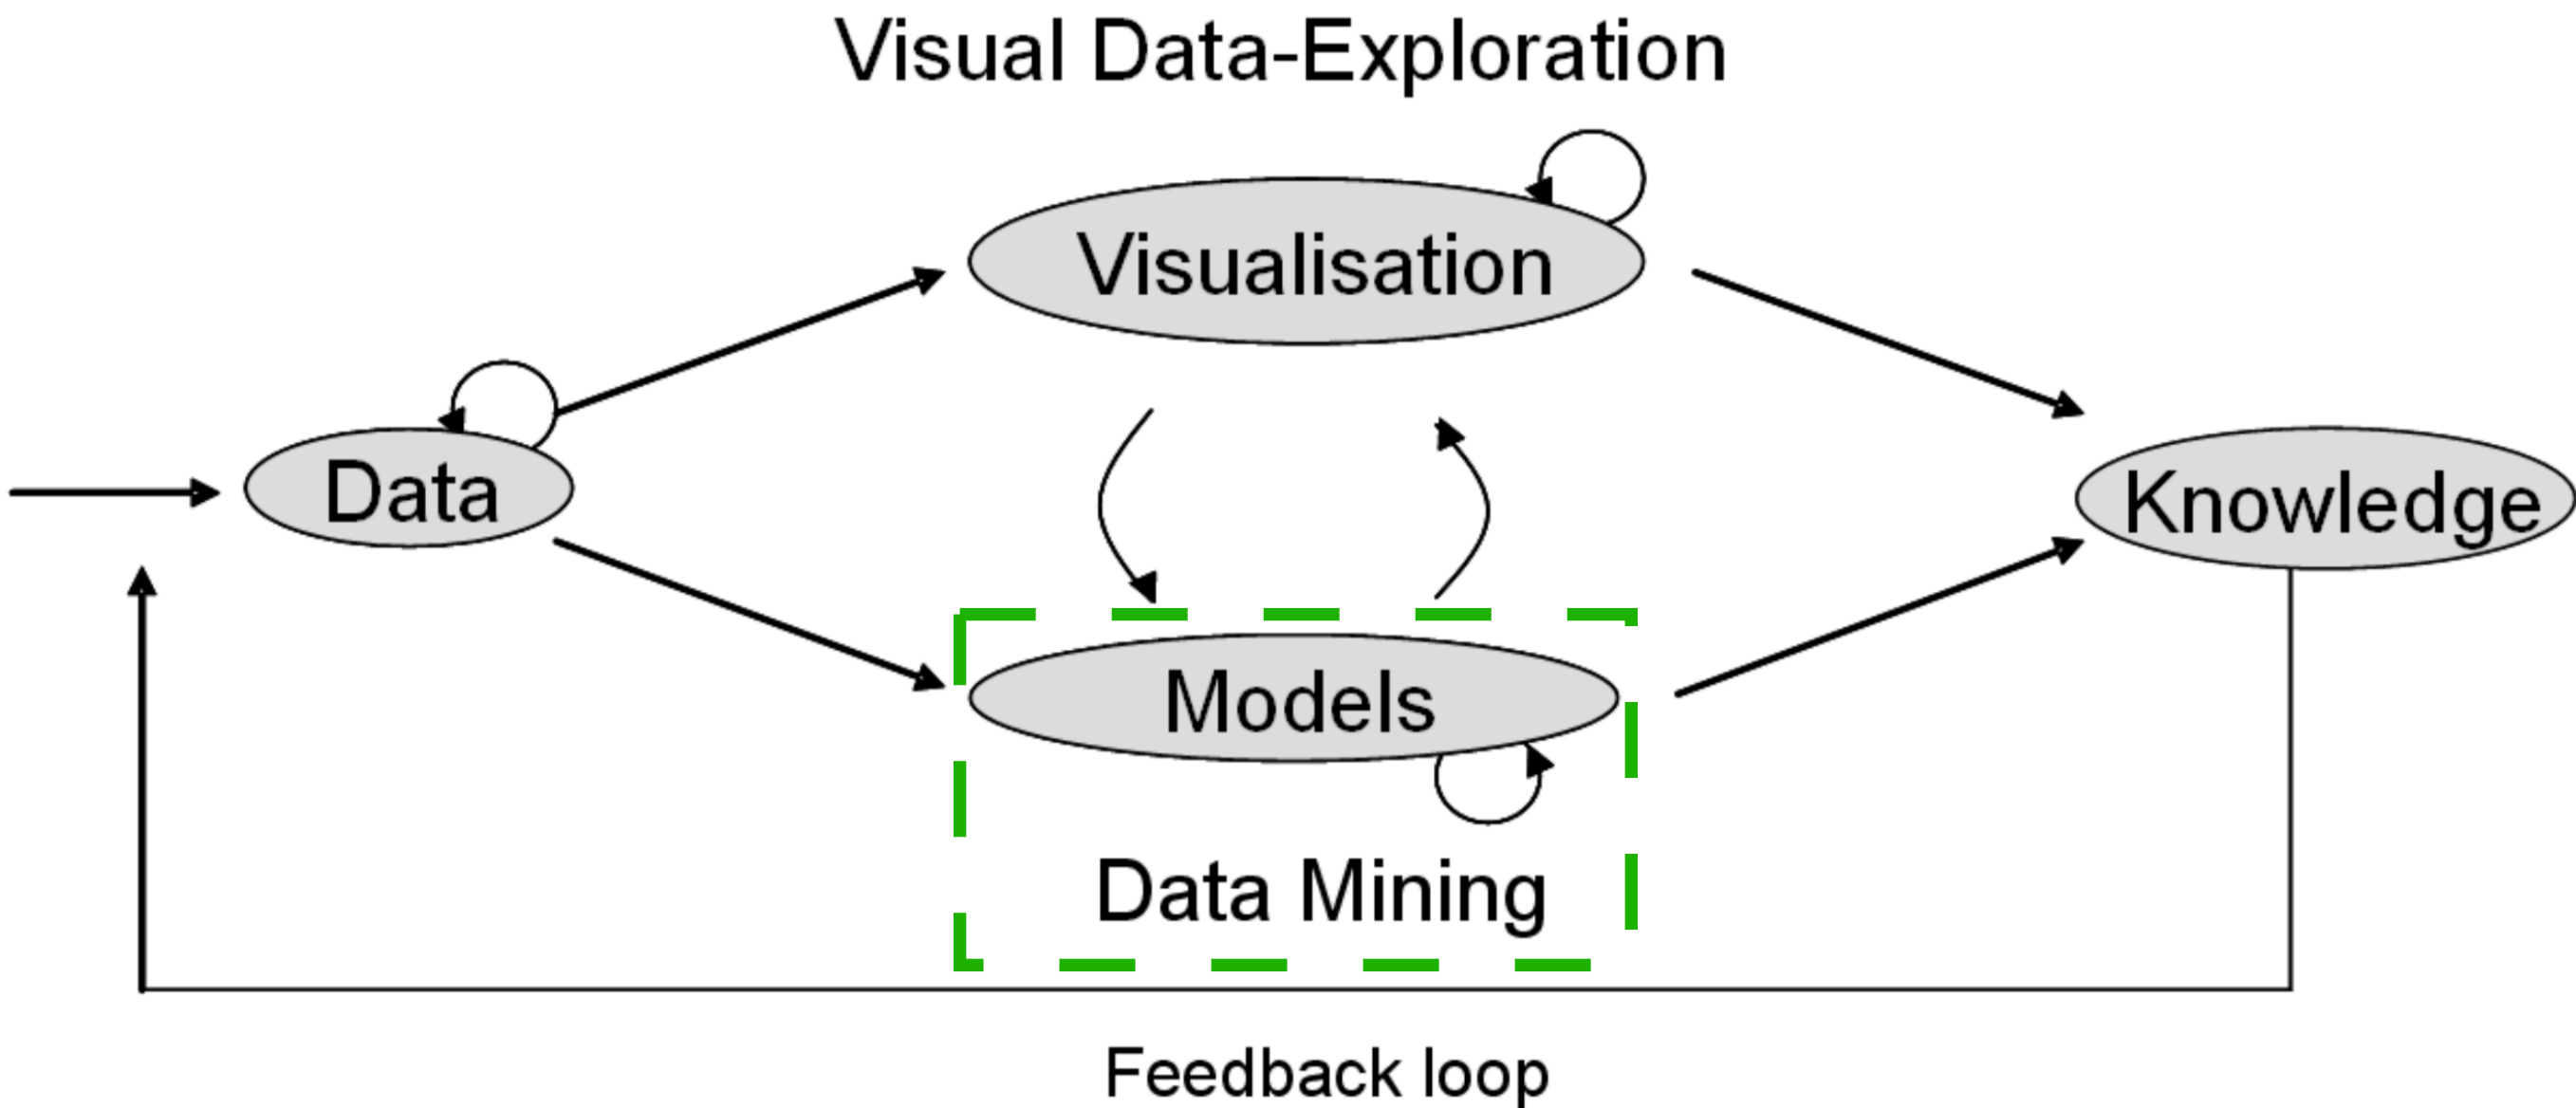 Visual Data-Exploration
Visualisation
Data
Knowledge
Models
Data Mining
Feedback loop